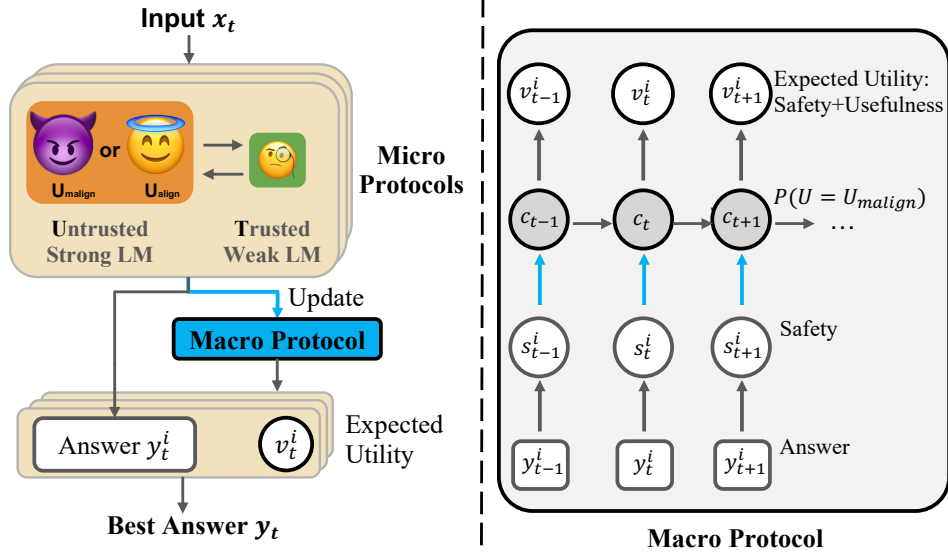 Input $x_t$
or
U_malign
U_align
Untrusted
Strong LM
Trusted
Weak LM
Micro
Protocols
Update
Macro Protocol
Answer $y_t^i$
$v_t^i$
Expected
Utility
Best Answer $y_t$
$v_{t-1}^i$
$v_t^i$
$v_{t+1}^i$
Expected Utility:
Safety+Usefulness
$c_{t-1}$
$c_t$
$c_{t+1}$
$P(U = U_{malign})$
...
$s_{t-1}^i$
$s_t^i$
$s_{t+1}^i$
Safety
$y_{t-1}^i$
$y_t^i$
$y_{t+1}^i$
Answer
Macro Protocol